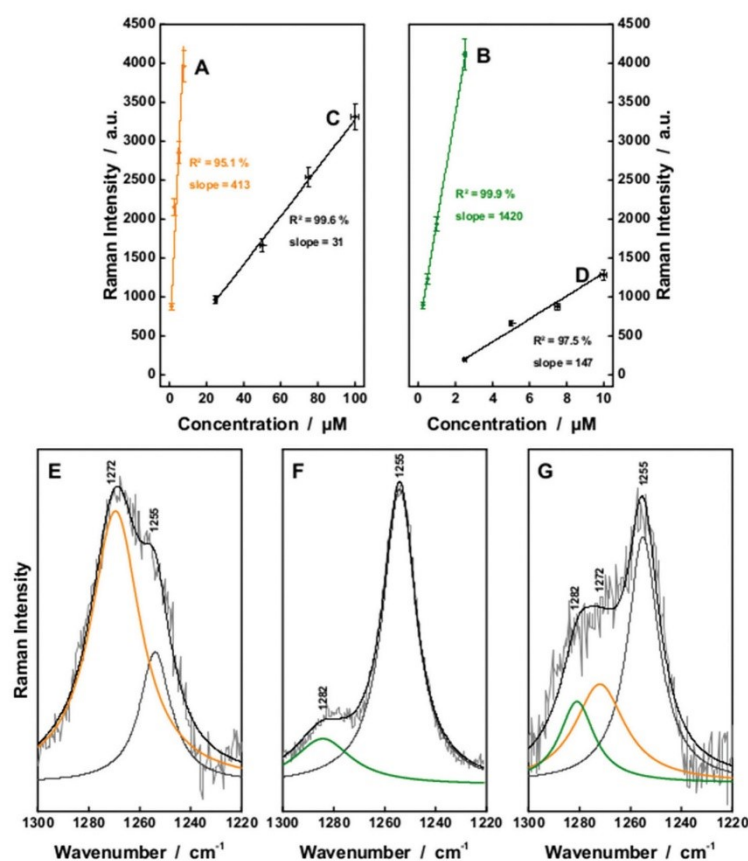 4500
4000
3500
3000
2500
2000
1500
1000
500
0
Raman Intensity / a.u.
A
C
R² = 95.1 %
slope = 413
R² = 99.6 %
slope = 31
0 20 40 60 80 100
Concentration / µM
B
D
R² = 99.9 %
slope = 1420
R² = 97.5 %
slope = 147
0 2 4 6 8 10
Concentration / µM
4500
4000
3500
3000
2500
2000
1500
1000
500
0
Raman Intensity / a.u.
Raman Intensity
E
1272
1255
1300 1280 1260 1240 1220
Wavenumber / cm⁻¹
F
1282
1255
1300 1280 1260 1240 1220
Wavenumber / cm⁻¹
G
1282
1272
1255
1300 1280 1260 1240 1220
Wavenumber / cm⁻¹